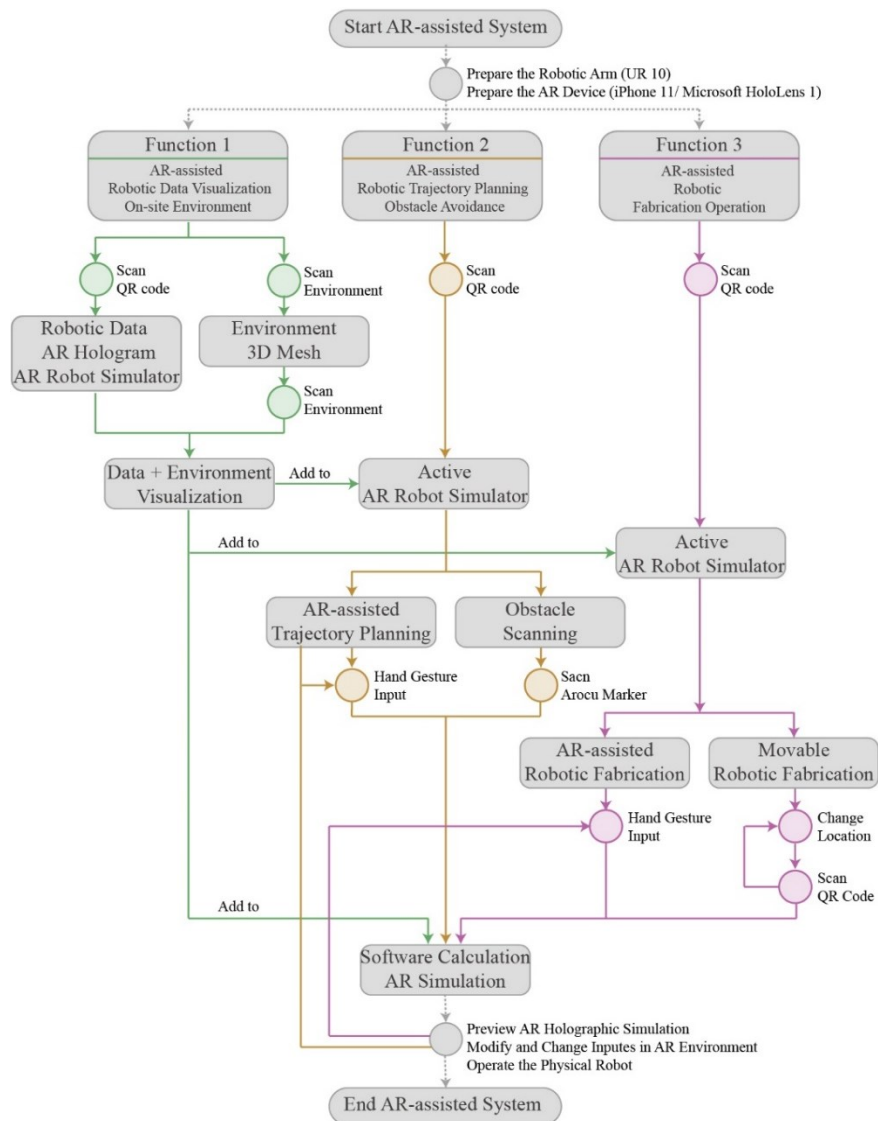 Start AR-assisted System
Prepare the Robotic Arm (UR 10)
Prepare the AR Device (iPhone 11/ Microsoft HoloLens 1)
Function 1
AR-assisted
Robotic Data Visualization
On-site Environment
Function 2
AR-assisted
Robotic Trajectory Planning
Obstacle Avoidance
Function 3
AR-assisted
Robotic
Fabrication Operation
Scan
QR code
Scan
Environment
Scan
QR code
Scan
QR code
Robotic Data
AR Hologram
AR Robot Simulator
Environment
3D Mesh
Scan
Environment
Data + Environment
Visualization
Add to
Active
AR Robot Simulator
Add to
Active
AR Robot Simulator
AR-assisted
Trajectory Planning
Obstacle
Scanning
Hand Gesture
Input
Sacn
Arocu Marker
AR-assisted
Robotic Fabrication
Movable
Robotic Fabrication
Hand Gesture
Input
Change
Location
Scan
QR Code
Add to
Software Calculation
AR Simulation
Preview AR Holographic Simulation
Modify and Change Inputs in AR Environment
Operate the Physical Robot
End AR-assisted System